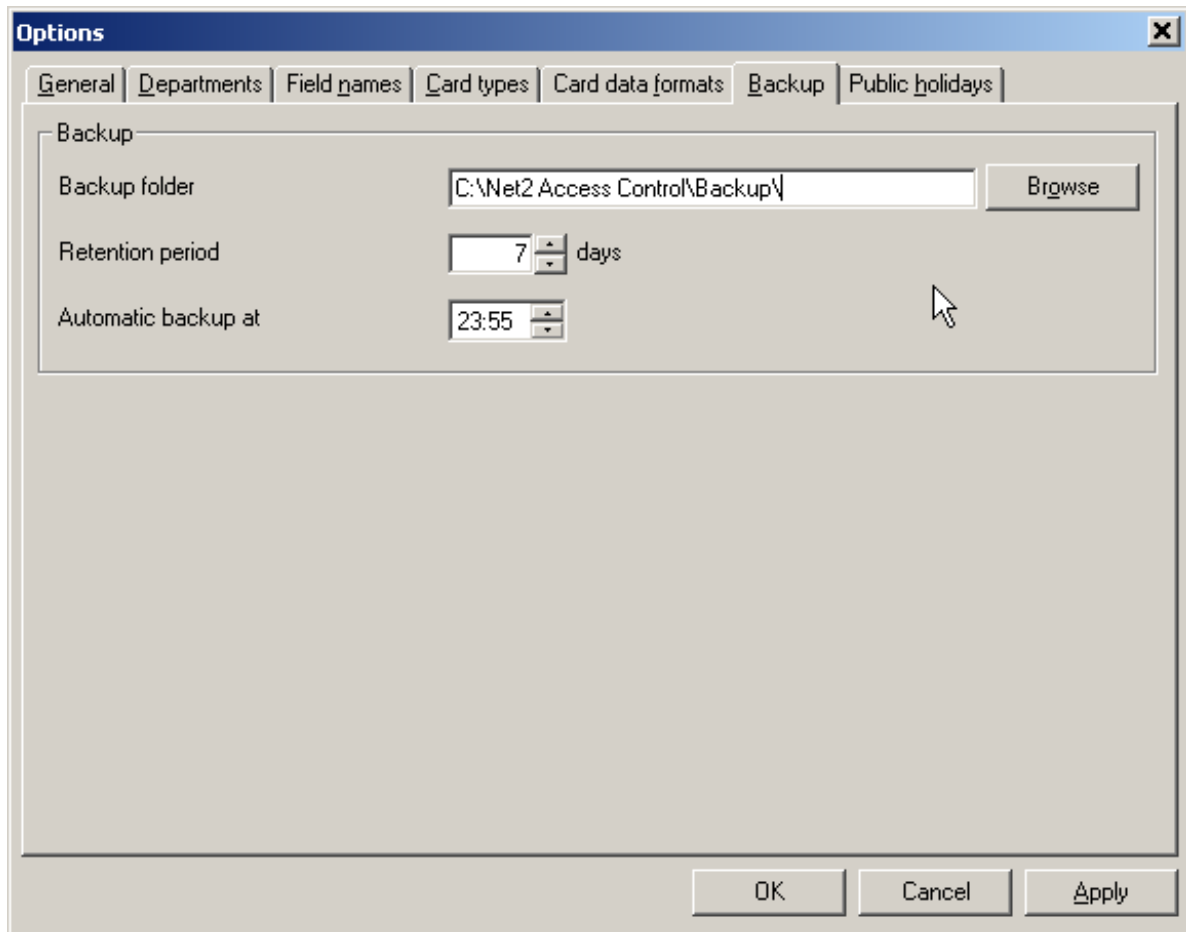 Options
General Departments Field names Card types Card data formats Backup Public holidays
Backup
Backup folder C:\Net2 Access Control\Backup\ Browse
Retention period 7 days
Automatic backup at 23:55
OK Cancel Apply